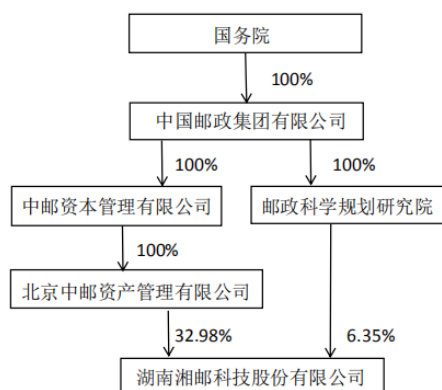 国务院
100%
中国邮政集团有限公司
100%
100%
中邮资本管理有限公司
邮政科学规划研究院
100%
北京中邮资产管理有限公司
32.98%
6.35%
湖南湘邮科技股份有限公司